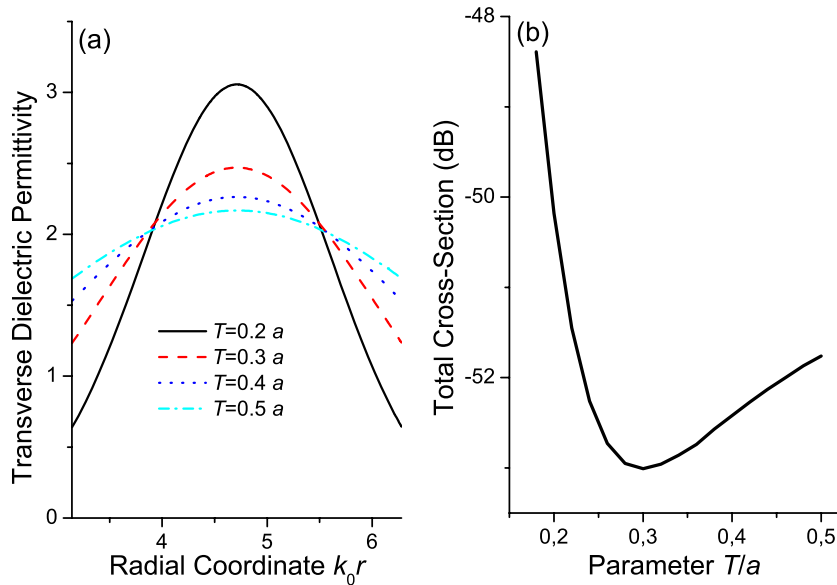 (a)
Transverse Dielectric Permittivity
3
2
1
0
T=0.2 a
T=0.3 a
T=0.4 a
T=0.5 a
4 5 6
Radial Coordinate k0r
(b)
Total Cross-Section (dB)
-48
-50
-52
0,2 0,3 0,4 0,5
Parameter T/a